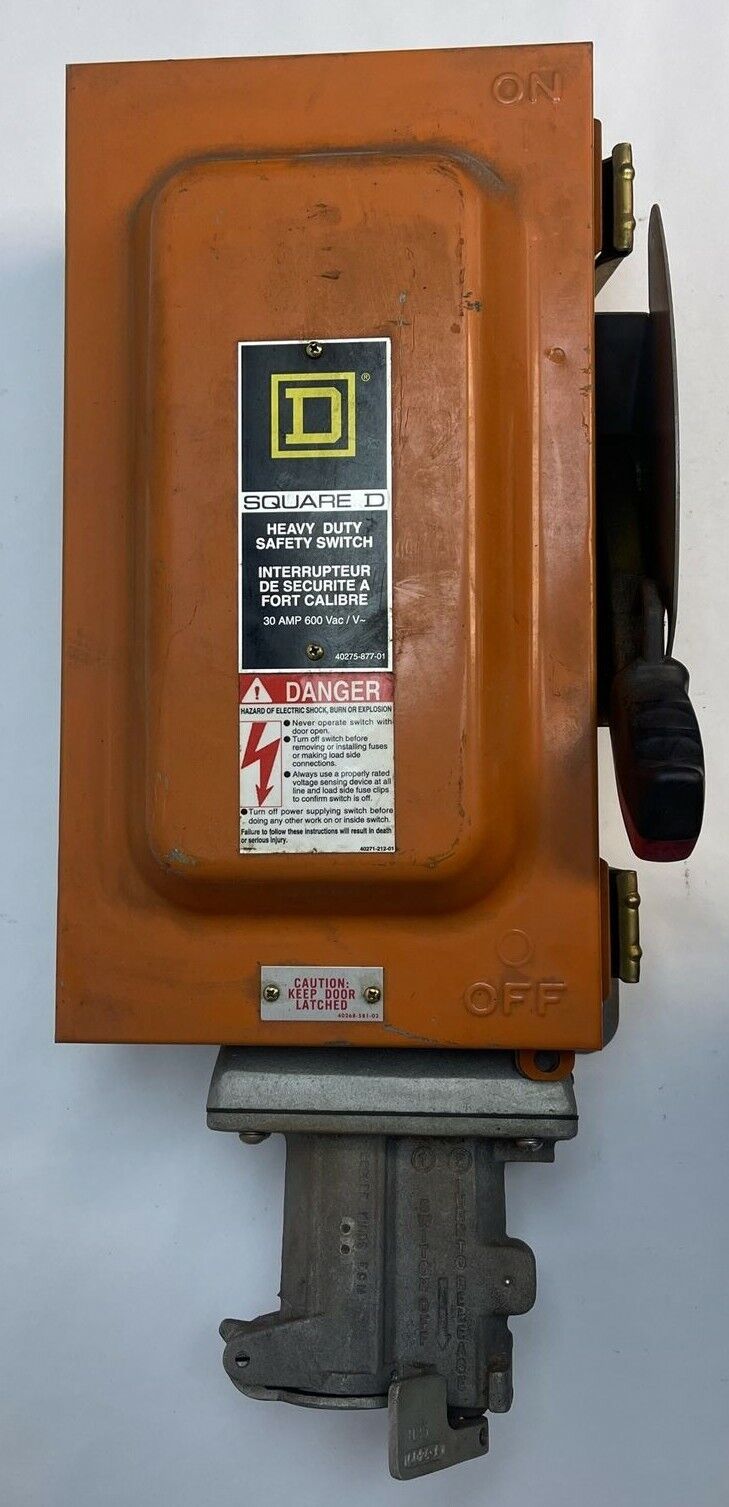 ON
D
®
SQUARE D
HEAVY DUTY
SAFETY SWITCH
INTERRUPTEUR
DE SECURITE A
FORT CALIBRE
30 AMP 600 Vac / V~
40275-877-01
DANGER
HAZARD OF ELECTRIC SHOCK, BURN OR EXPLOSION
● Never operate switch with
door open.
● Turn off switch before
removing or installing fuses
or making load side
connections.
● Always use a properly rated
voltage sensing device at all
line and load side fuse clips
to confirm switch is off.
● Turn off power supplying switch before
doing any other work on or inside switch.
Failure to follow these instructions will result in death
or serious injury.
40271-212-01
O
OFF
CAUTION:
KEEP DOOR
LATCHED
40268-581-02